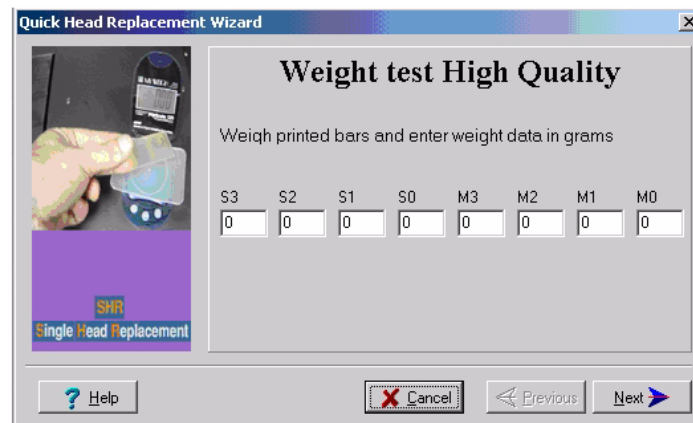 Quick Head Replacement Wizard
Weight test High Quality
Weigh printed bars and enter weight data in grams
S3 S2 S1 S0 M3 M2 M1 M0
0 0 0 0 0 0 0 0
SHR
Single Head Replacement
Help Cancel Previous Next